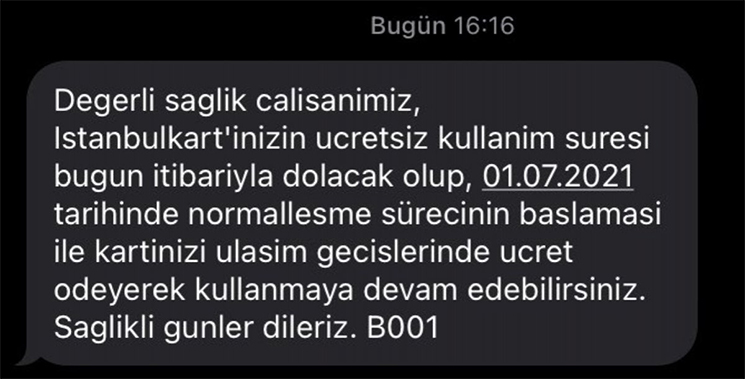 Bugün 16:16
Degerli saglik calisanimiz,
Istanbulkart'inizin ucretsiz kullanim suresi
bugun itibariyla dolacak olup, 01.07.2021
tarihinde normallesme sürecinin baslamasi
ile kartinizi ulasim gecislerinde ucret
odeyerek kullanmaya devam edebilirsiniz.
Saglikli gunler dileriz. B001